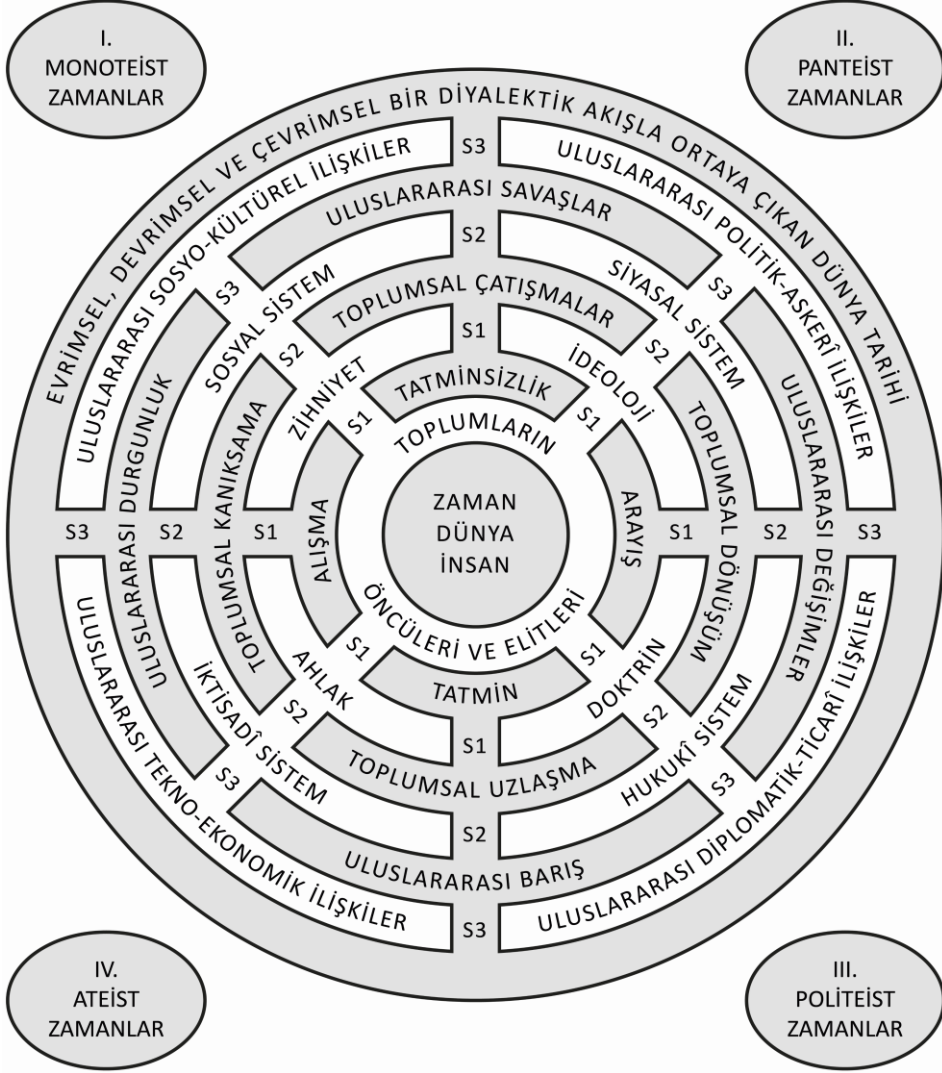 I.
MONOTEİST
ZAMANLAR
II.
PANTEİST
ZAMANLAR
EVRİMSEL, DEVRİMSEL VE ÇEVRİMSEL BİR DİYALEKTİK AKIŞLA ORTAYA ÇIKAN DÜNYA TARİHİ
ULUSLARARASI SOSYO-KÜLTÜREL İLİŞKİLER
S3
ULUSLARARASI POLİTİK-ASKERÎ İLİŞKİLER
ULUSLARARASI SAVAŞLAR
S3
S3
SOSYAL SİSTEM
S2
SİYASAL SİSTEM
TOPLUMSAL ÇATIŞMALAR
S2
S2
ZİHNİYET
S1
İDEOLOJİ
TATMİNSİZLİK
S1
S1
TOPLUMLARIN
ZAMAN
DÜNYA
İNSAN
ÖNCÜLERİ VE ELİTLERİ
S3
ULUSLARARASI DURGUNLUK
S2
TOPLUMSAL KANIKSAMA
S1
ALIŞMA
ARAYIŞ
S1
TOPLUMSAL DÖNÜŞÜM
S2
ULUSLARARASI DEĞİŞİMLER
S3
S1
S1
TATMİN
AHLAK
S1
DOKTRİN
S2
S2
TOPLUMSAL UZLAŞMA
İKTİSADÎ SİSTEM
S2
HUKUKÎ SİSTEM
S3
S3
ULUSLARARASI BARIŞ
ULUSLARARASI TEKNO-EKONOMİK İLİŞKİLER
S3
ULUSLARARASI DİPLOMATİK-TİCARÎ İLİŞKİLER
IV.
ATEİST
ZAMANLAR
III.
POLİTEİST
ZAMANLAR